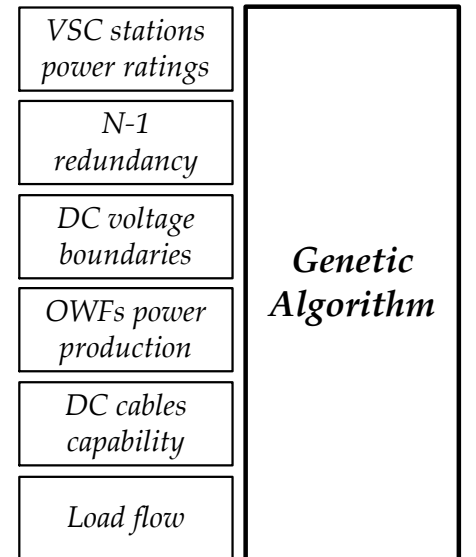 VSC stations
power ratings
N-1
redundancy
DC voltage
boundaries
OWFs power
production
DC cables
capability
Load flow
Genetic
Algorithm